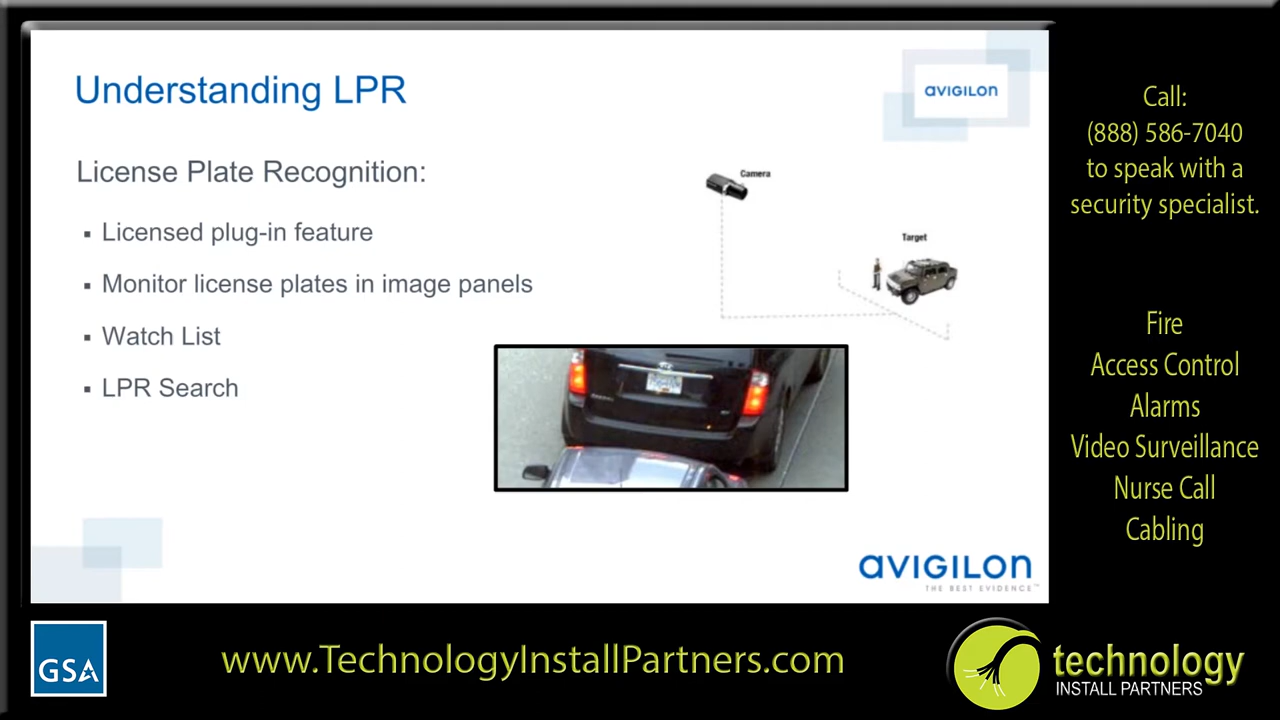 Understanding LPR
AVIGILON
License Plate Recognition:
Licensed plug-in feature
Monitor license plates in image panels
Watch List
LPR Search
Camera
Target
AVIGILON
THE BEST EVIDENCE™
Call:
(888) 586-7040
to speak with a
security specialist.
Fire
Access Control
Alarms
Video Surveillance
Nurse Call
Cabling
GSA
www.TechnologyInstallPartners.com
technology
INSTALL PARTNERS